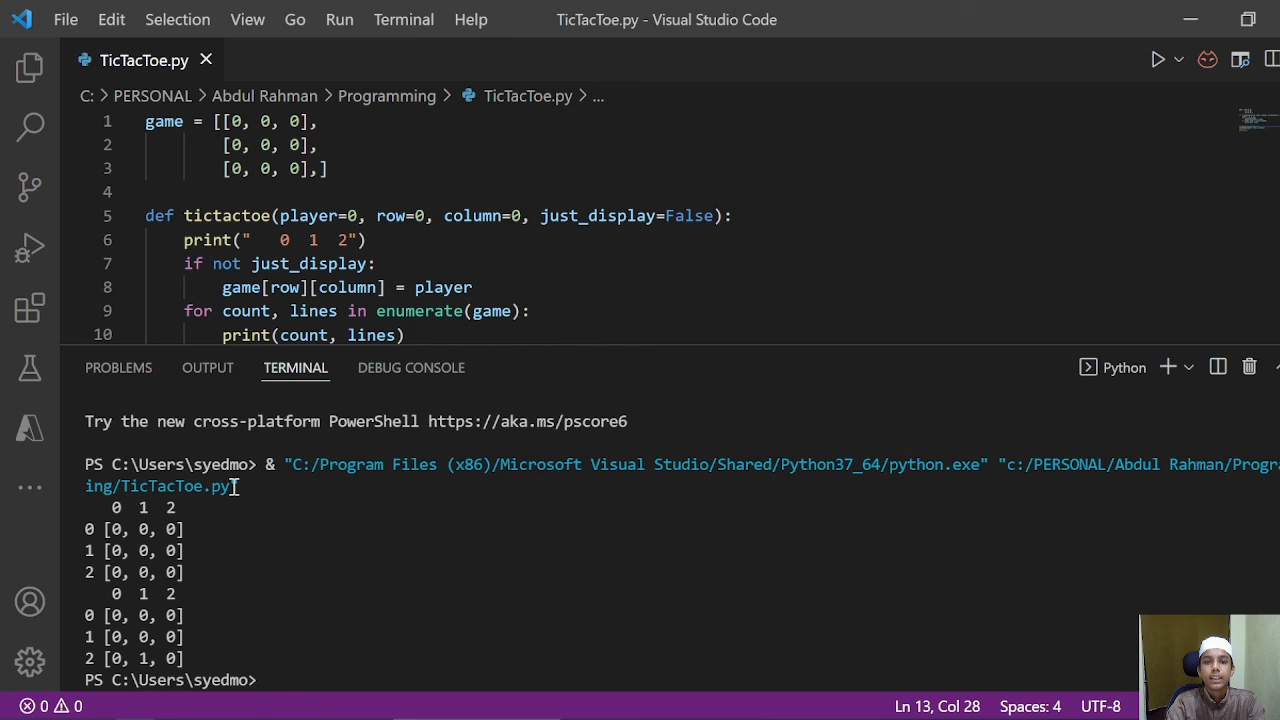 File Edit Selection View Go Run Terminal Help TicTacToe.py - Visual Studio Code
TicTacToe.py
C: > PERSONAL > Abdul Rahman > Programming > TicTacToe.py > ...
1 game = [[0, 0, 0],
2 [0, 0, 0],
3 [0, 0, 0],]
4
5 def tictactoe(player=0, row=0, column=0, just_display=False):
6 print("   0  1  2")
7 if not just_display:
8 game[row][column] = player
9 for count, lines in enumerate(game):
10 print(count, lines)
PROBLEMS OUTPUT TERMINAL DEBUG CONSOLE Python
Try the new cross-platform PowerShell https://aka.ms/pscore6
PS C:\Users\syedmo> & "C:/Program Files (x86)/Microsoft Visual Studio/Shared/Python37_64/python.exe" "c:/PERSONAL/Abdul Rahman/Progra
ing/TicTacToe.py"
0 1 2
0 [0, 0, 0]
1 [0, 0, 0]
2 [0, 0, 0]
0 1 2
0 [0, 0, 0]
1 [0, 0, 0]
2 [0, 1, 0]
PS C:\Users\syedmo>
0 0 Ln 13, Col 28 Spaces: 4 UTF-8